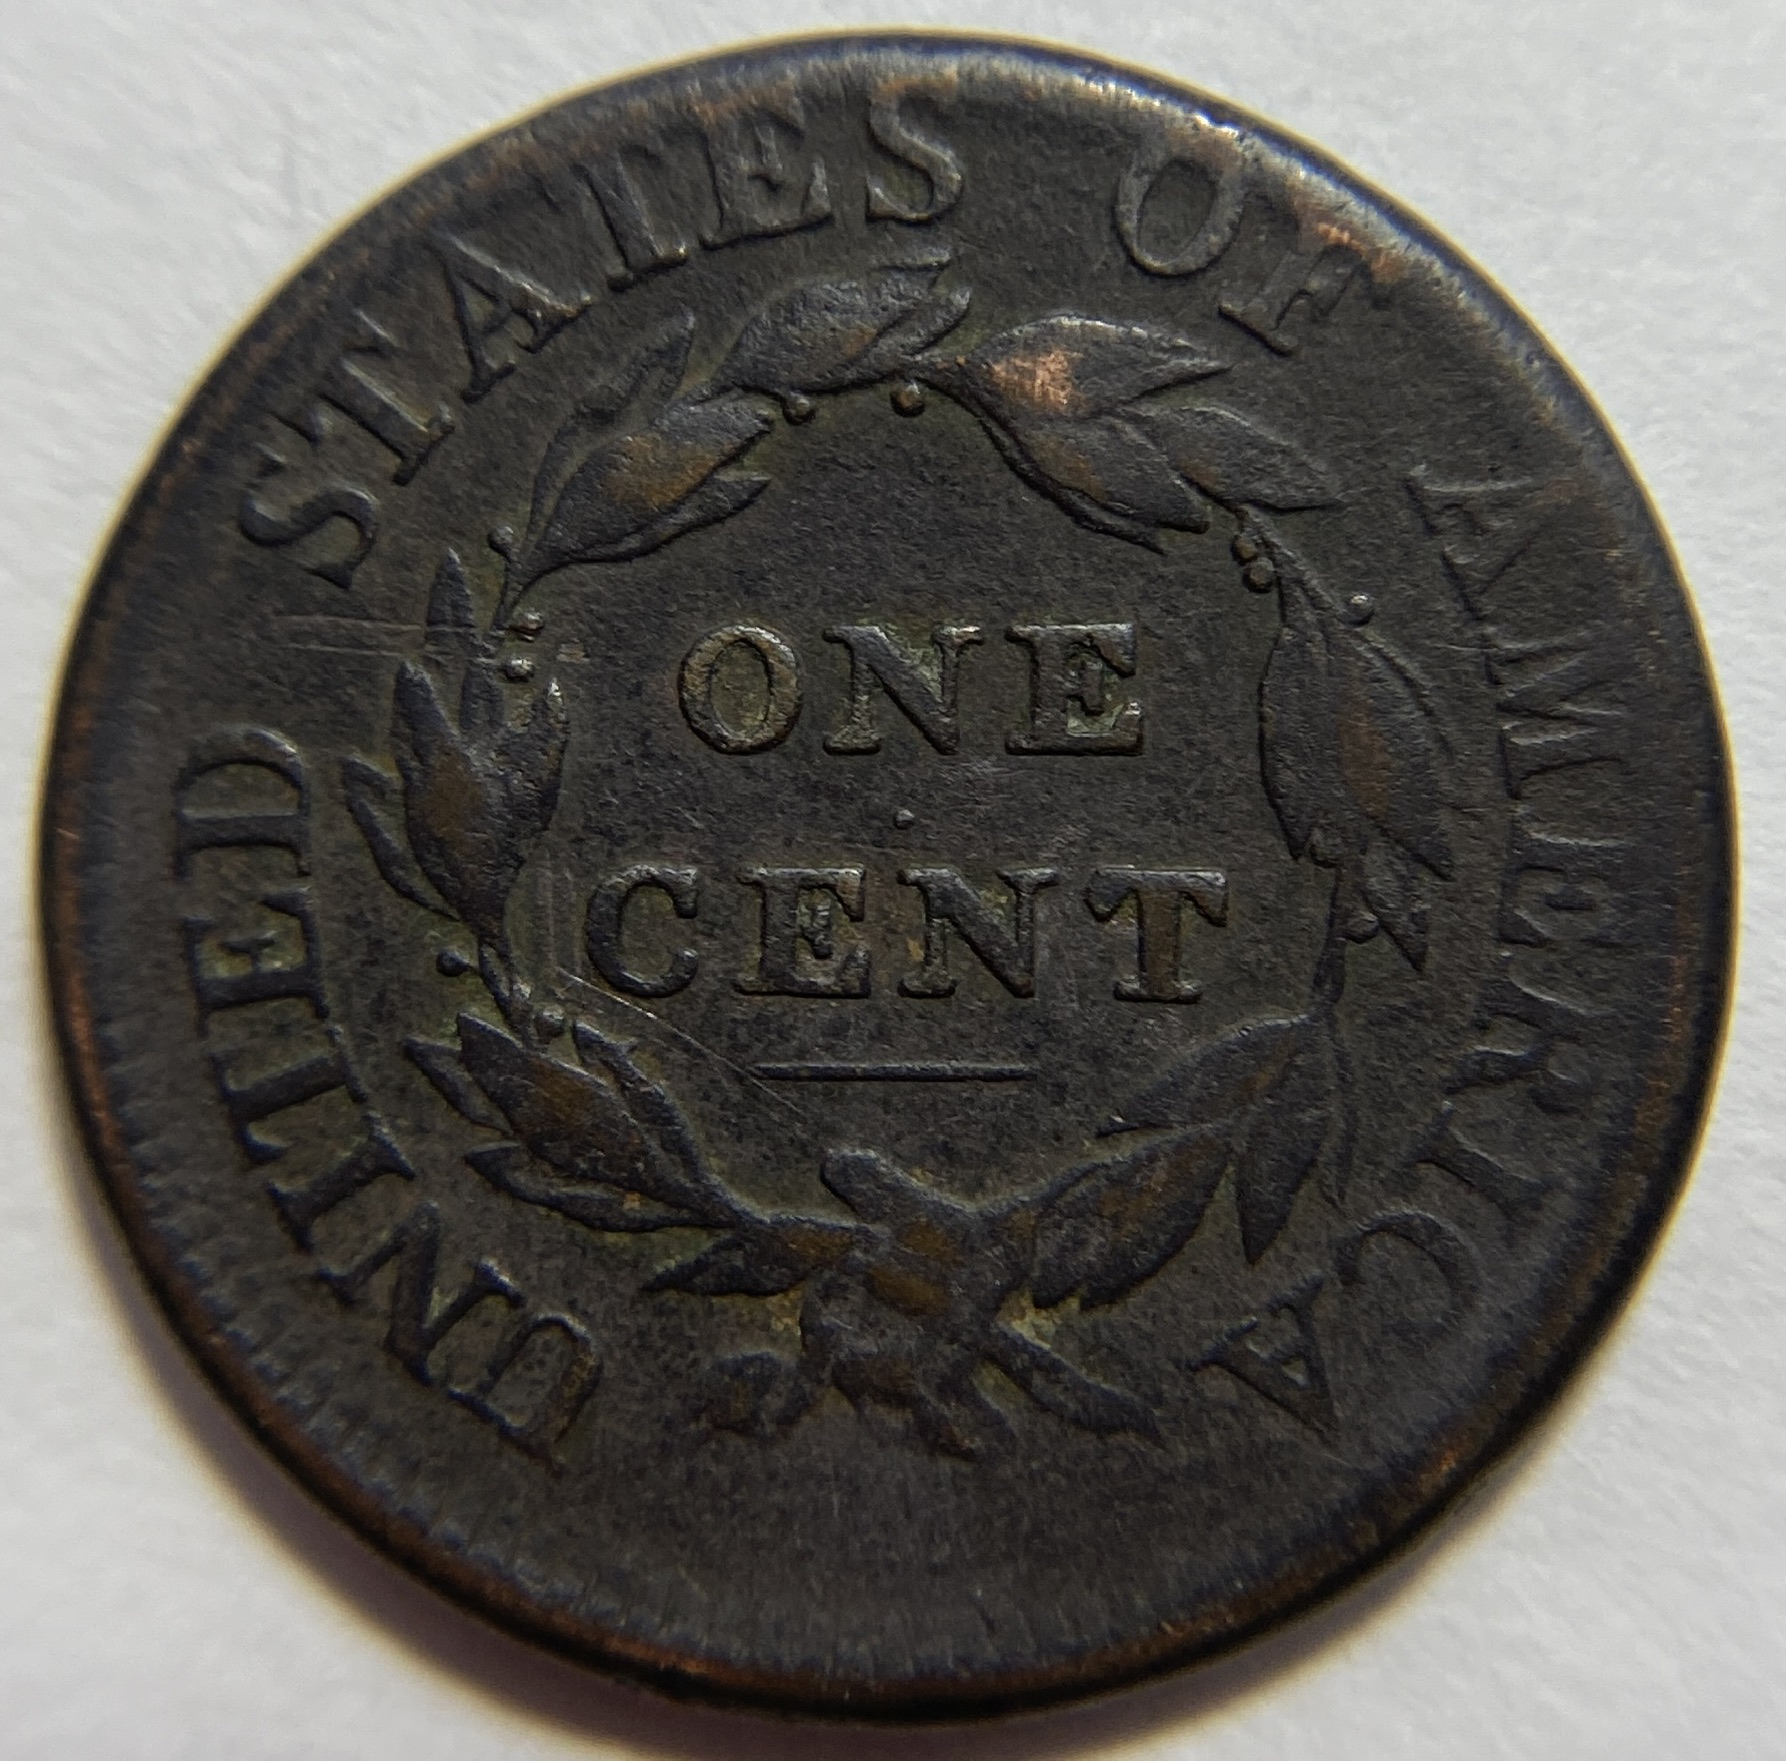 UNITED STATES OF AMERICA
ONE
CENT